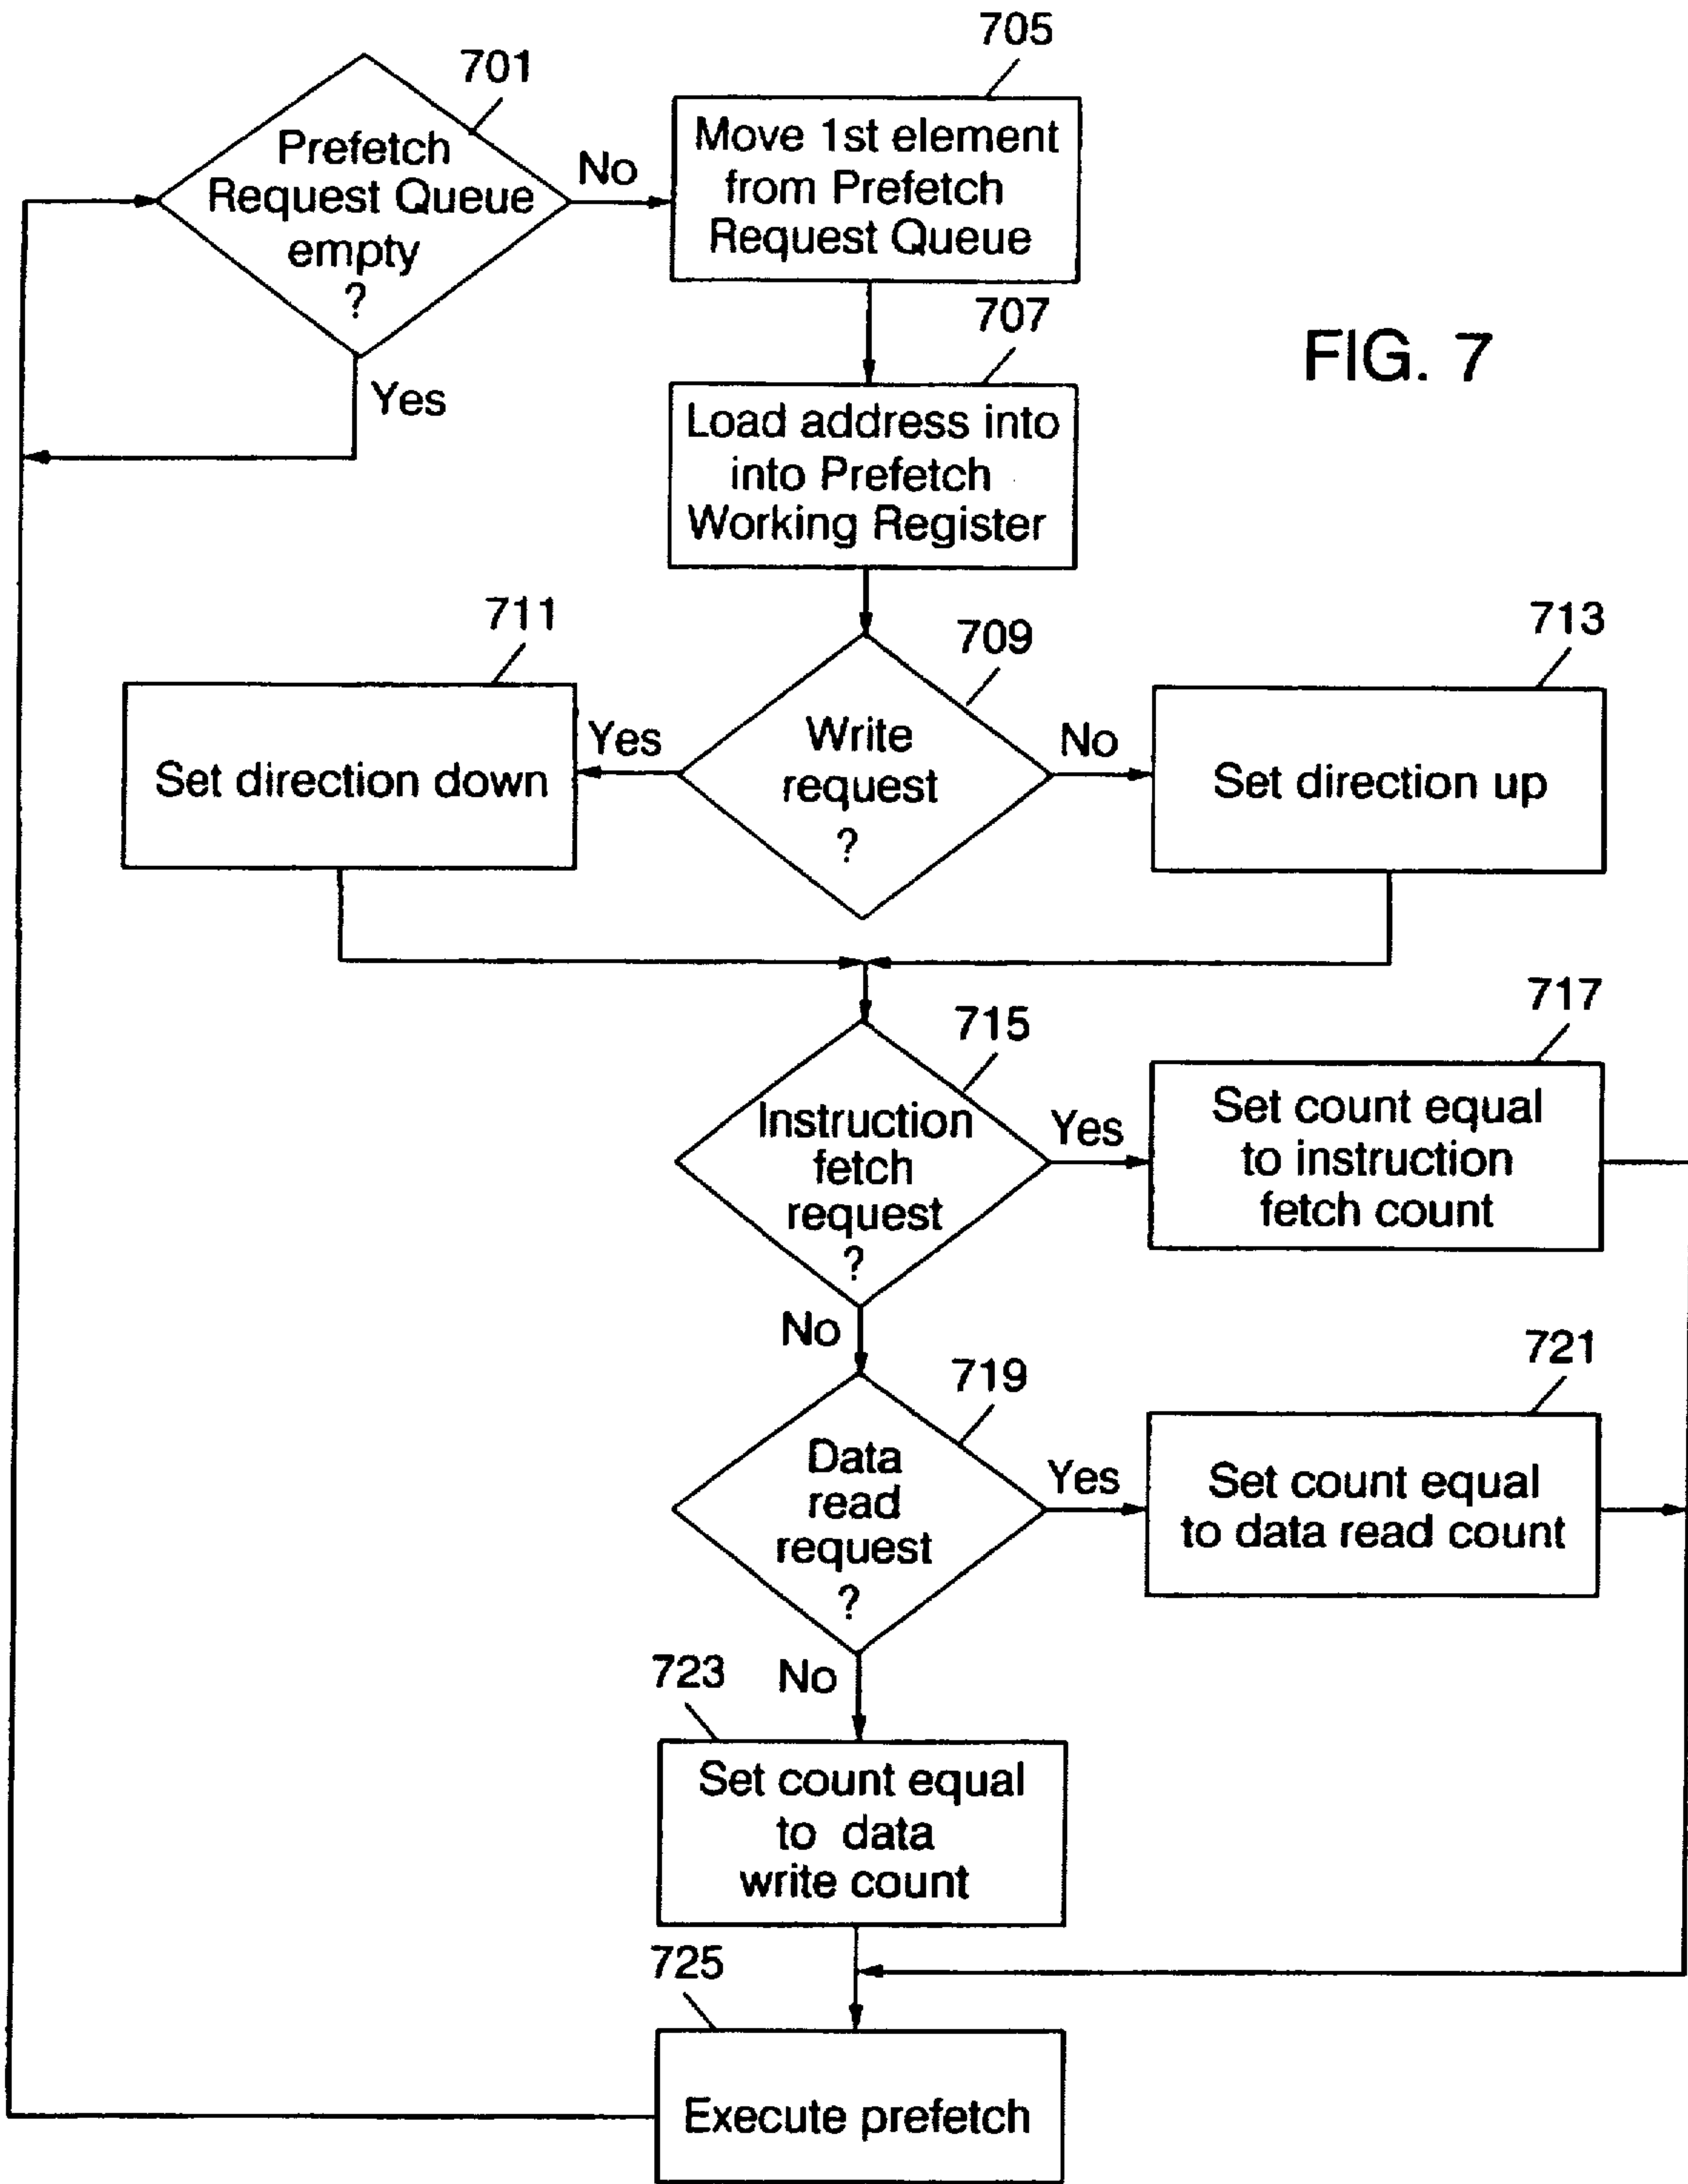 701
Prefetch
Request Queue
empty
?
No
Yes
705
Move 1st element
from Prefetch
Request Queue
707
Load address into
into Prefetch
Working Register
FIG. 7
709
Write
request
?
Yes
No
711
Set direction down
713
Set direction up
715
Instruction
fetch
request
?
Yes
No
717
Set count equal
to instruction
fetch count
719
Data
read
request
?
Yes
No
721
Set count equal
to data read count
723
Set count equal
to data
write count
725
Execute prefetch